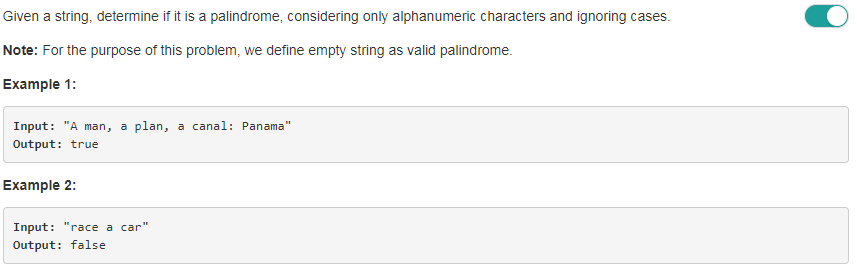 Given a string, determine if it is a palindrome, considering only alphanumeric characters and ignoring cases.
Note: For the purpose of this problem, we define empty string as valid palindrome.
Example 1:
Input: "A man, a plan, a canal: Panama"
Output: true
Example 2:
Input: "race a car"
Output: false